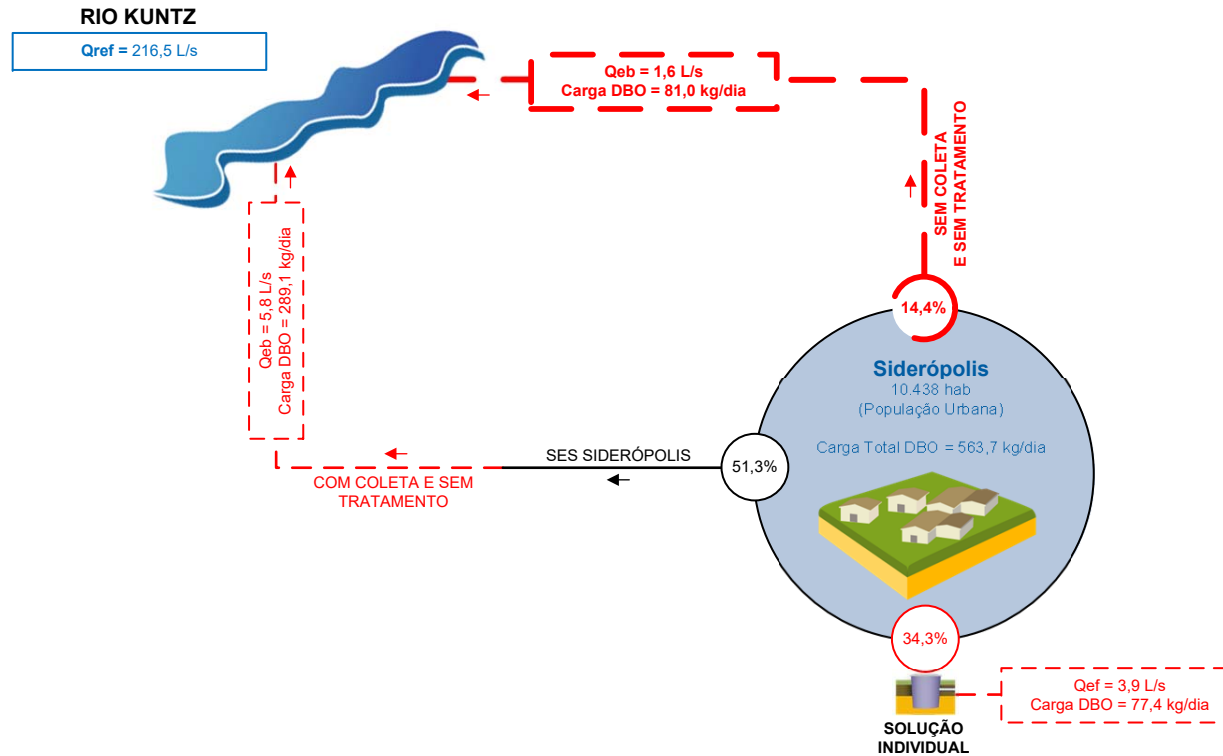 RIO KUNTZ
Qref = 216,5 L/s
Qeb = 1,6 L/s
Carga DBO = 81,0 kg/dia
SEM COLETA
E SEM TRATAMENTO
Qeb = 5,8 L/s
Carga DBO = 289,1 kg/dia
14,4%
Siderópolis
10.438 hab
(População Urbana)
Carga Total DBO = 563,7 kg/dia
SES SIDERÓPOLIS
51,3%
COM COLETA E SEM
TRATAMENTO
34,3%
Qef = 3,9 L/s
Carga DBO = 77,4 kg/dia
SOLUÇÃO
INDIVIDUAL